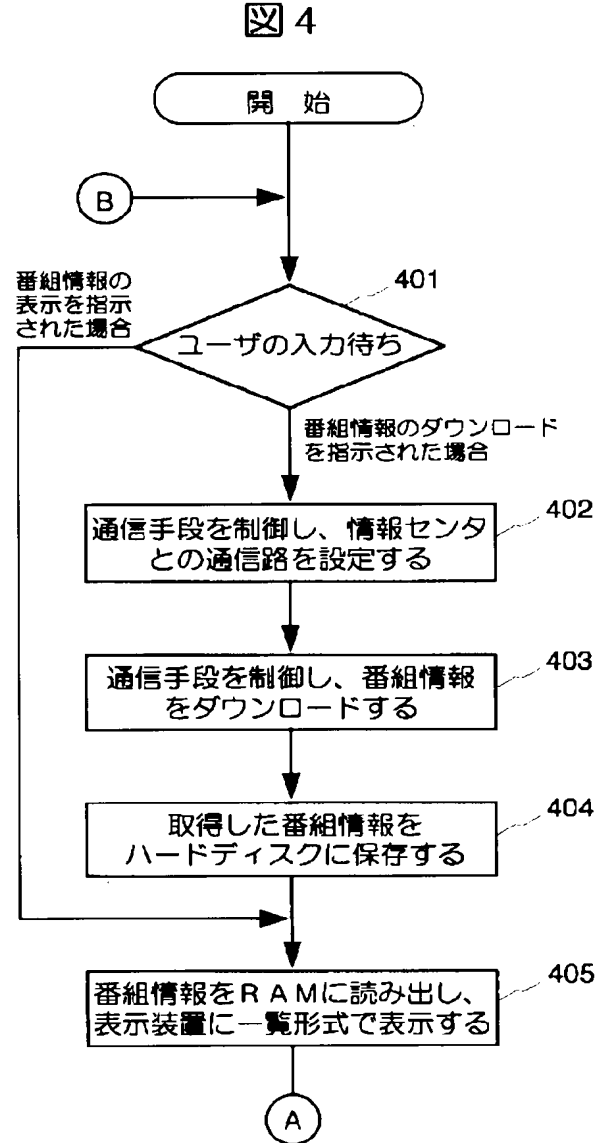 図4
開 始
B
番組情報の
表示を指示
された場合
401
ユーザの入力待ち
番組情報のダウンロード
を指示された場合
402
通信手段を制御し、情報センタ
との通信路を設定する
403
通信手段を制御し、番組情報
をダウンロードする
404
取得した番組情報を
ハードディスクに保存する
405
番組情報をRAMに読み出し、
表示装置に一覧形式で表示する
A